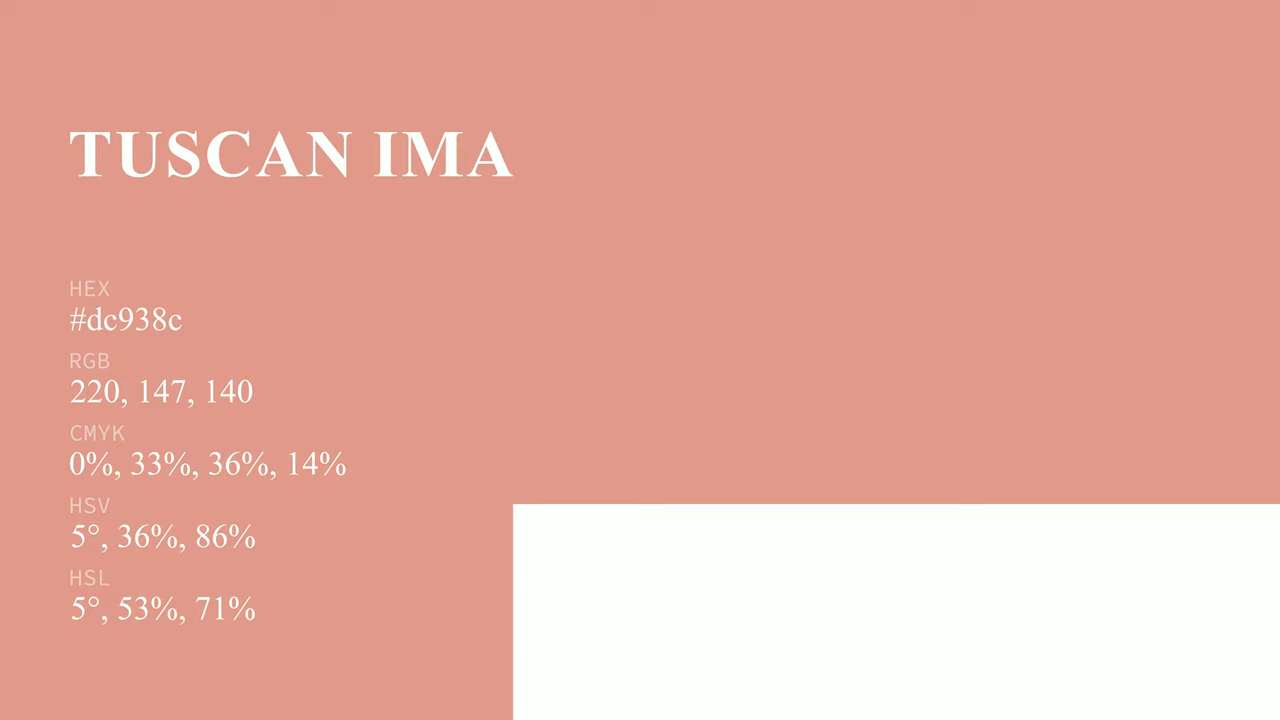 TUSCAN IMA
HEX
#dc938c
RGB
220, 147, 140
CMYK
0%, 33%, 36%, 14%
HSV
5°, 36%, 86%
HSL
5°, 53%, 71%